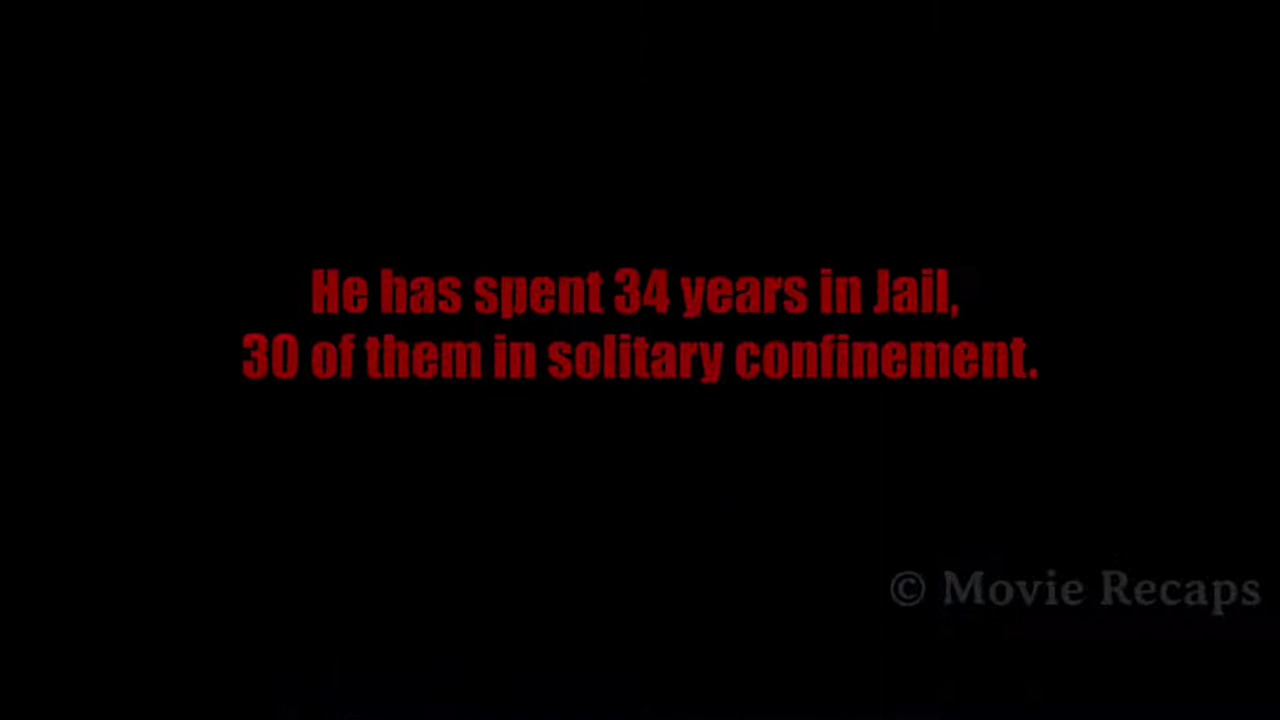 He has spent 34 years in Jail,
30 of them in solitary confinement.
© Movie Recaps